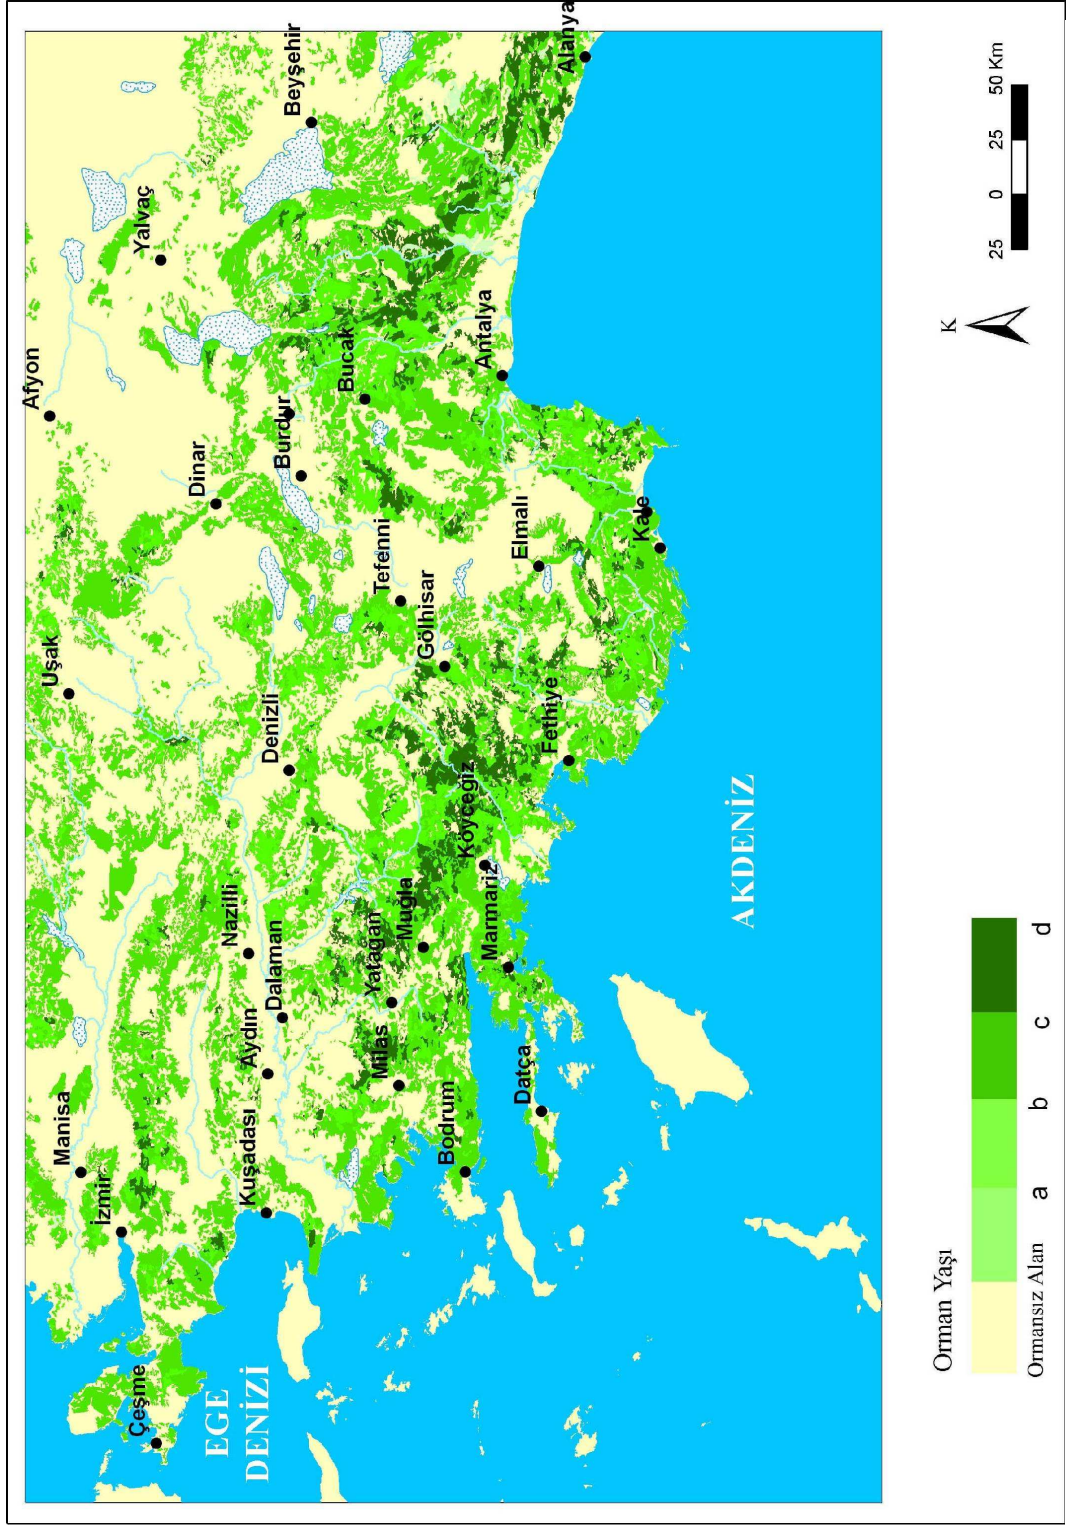 Manisa
Uşak
Afyon
İzmir
Çeşme
Kuşadası
Aydın
Nazilli
Dalaman
Denizli
Dinar
Yalvaç
Burdur
Beyşehir
Milas
Yatağan
Muğla
Tefenni
Bucak
Bodrum
Datça
Marmariz
Köyceğiz
Gölhisar
Fethiye
Elmalı
Antalya
Alanya
Kale
EGE
DENİZİ
AKDENİZ
Orman Yaşı
Ormansız Alan
a
b
c
d
K
25
0
25
50 Km